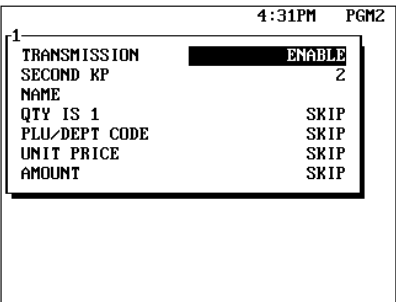 4:31PM PGM2
1
TRANSMISSION ENABLE
SECOND KP 2
NAME
QTY IS 1 SKIP
PLU/DEPT CODE SKIP
UNIT PRICE SKIP
AMOUNT SKIP